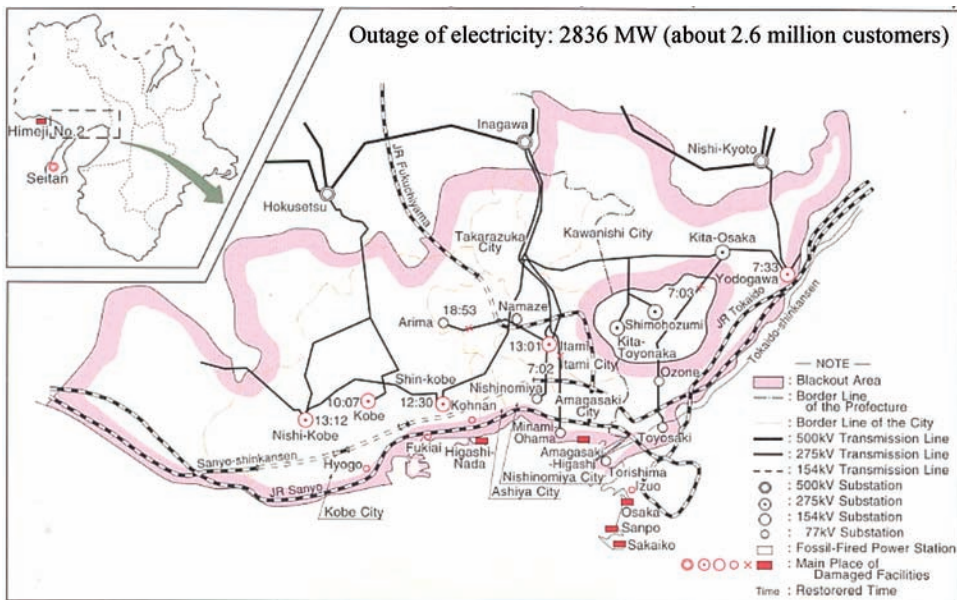 Outage of electricity: 2836 MW (about 2.6 million customers)
Himeji No.2
Seitan
Inagawa
Nishi-Kyoto
JR Fukuchiyama
Hokusetsu
Takarazuka
City
Kawanishi City
Kita-Osaka
7:33
Yodogawa
7:03
JR Tokaido
Tokaido-shinkansen
18:53
Namaze
Arima
Shimohozumi
13:01
Itami
Kita-
Toyonaka
Itami City
7:02
Ozone
Shin-kobe
Nishinomiya
Amagasaki
City
10:07
Kobe
12:30
Kohnan
13:12
Nishi-Kobe
Minami
Ohama
Toyosaki
Sanyo-shinkansen
Fukiai
Higashi-
Nada
Amagasaki
-Higashi
Hyogo
Torishima
Nishinomiya City
Izuo
JR Sanyo
Ashiya City
Kobe City
Osaka
Sanpo
Sakaiko
NOTE
: Blackout Area
: Border Line
of the Prefecture
: Border Line of the City
: 500kV Transmission Line
: 275kV Transmission Line
: 154kV Transmission Line
: 500kV Substation
: 275kV Substation
: 154kV Substation
: 77kV Substation
: Fossil-Fired Power Station
: Main Place of
Damaged Facilities
Time : Restorered Time